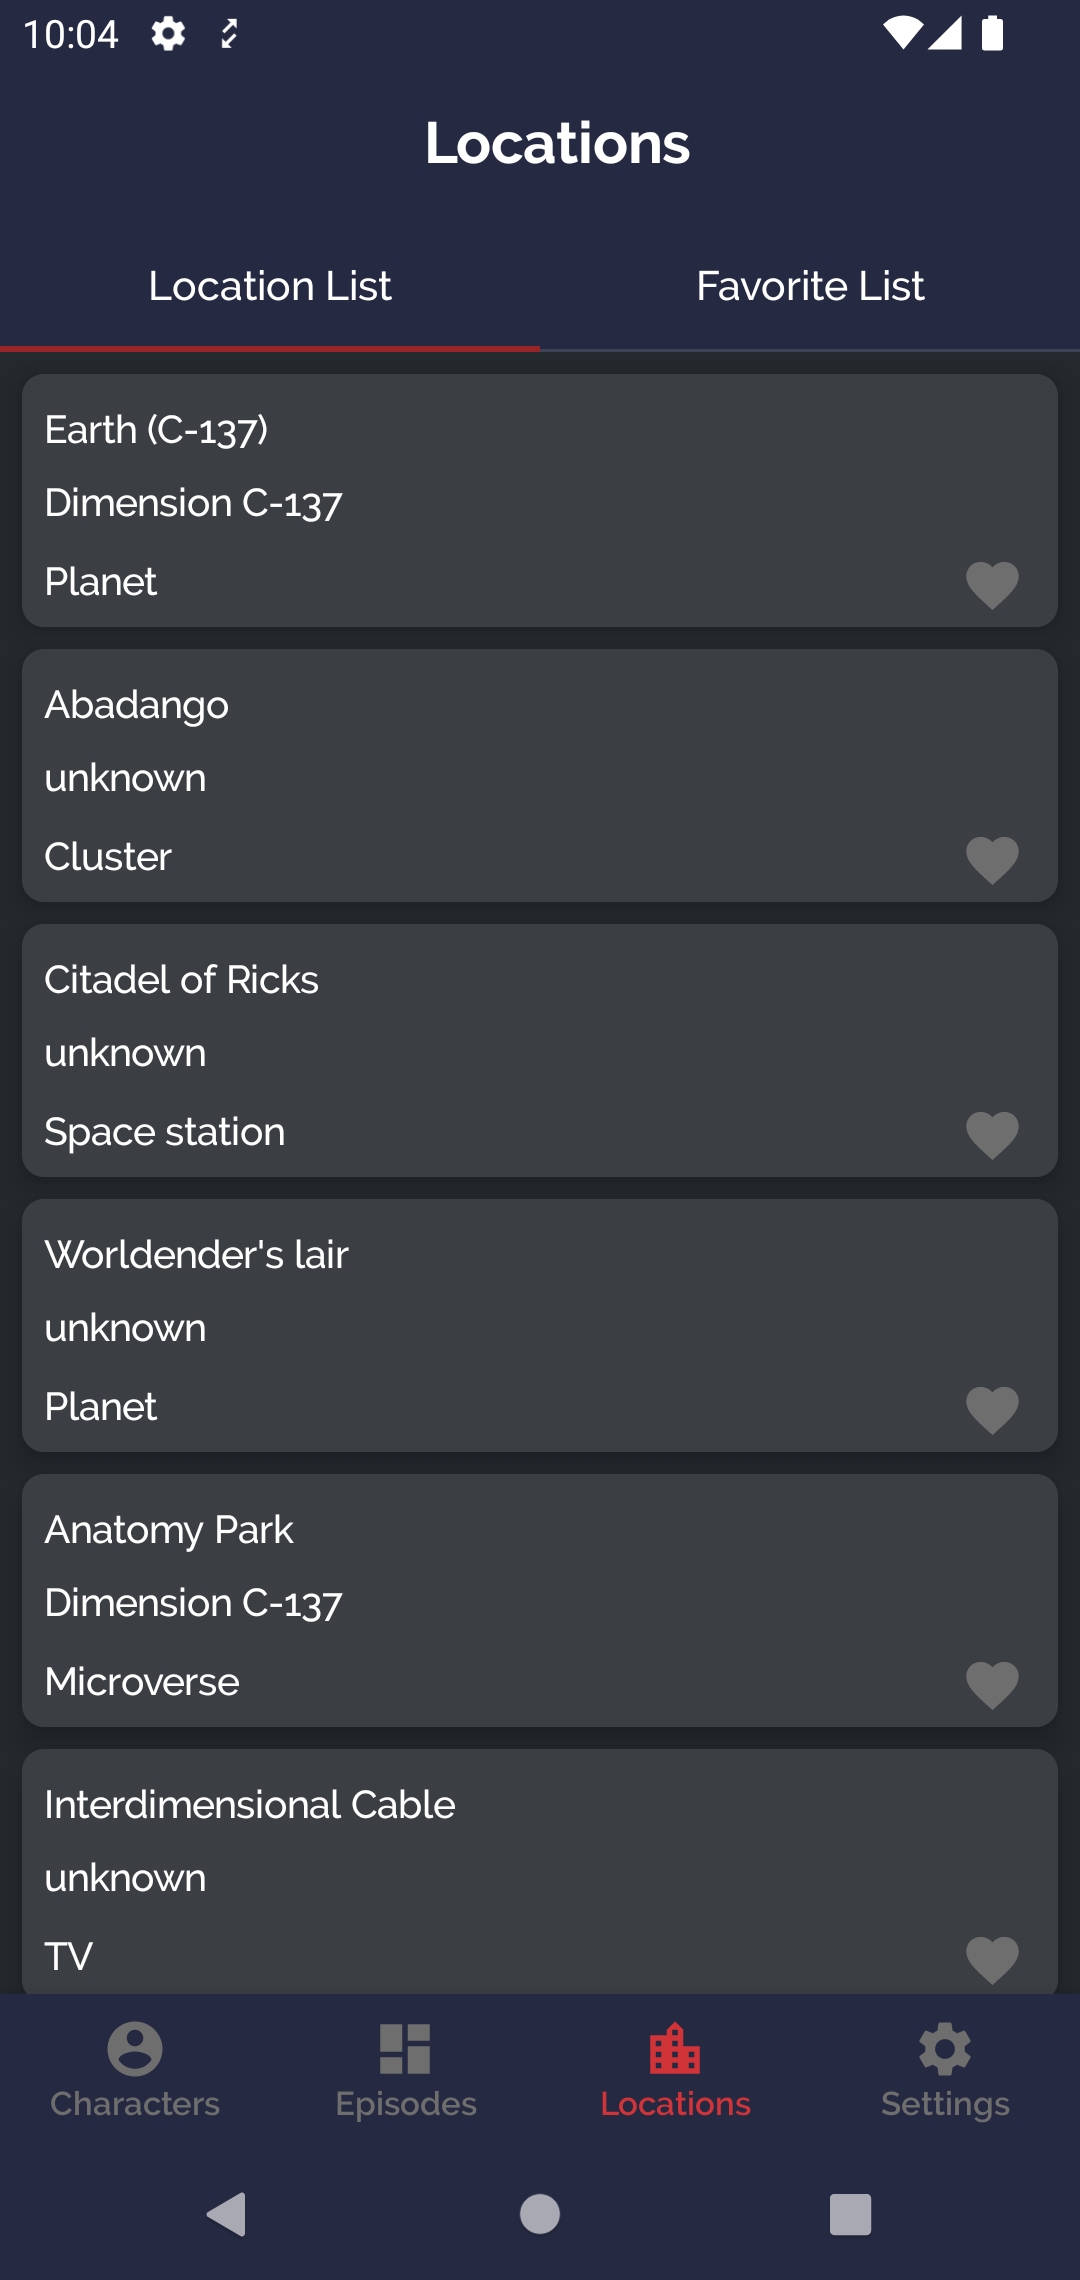 10:04
Locations
Location List
Favorite List
Earth (C-137)
Dimension C-137
Planet
Abadango
unknown
Cluster
Citadel of Ricks
unknown
Space station
Worldender's lair
unknown
Planet
Anatomy Park
Dimension C-137
Microverse
Interdimensional Cable
unknown
TV
Characters
Episodes
Locations
Settings